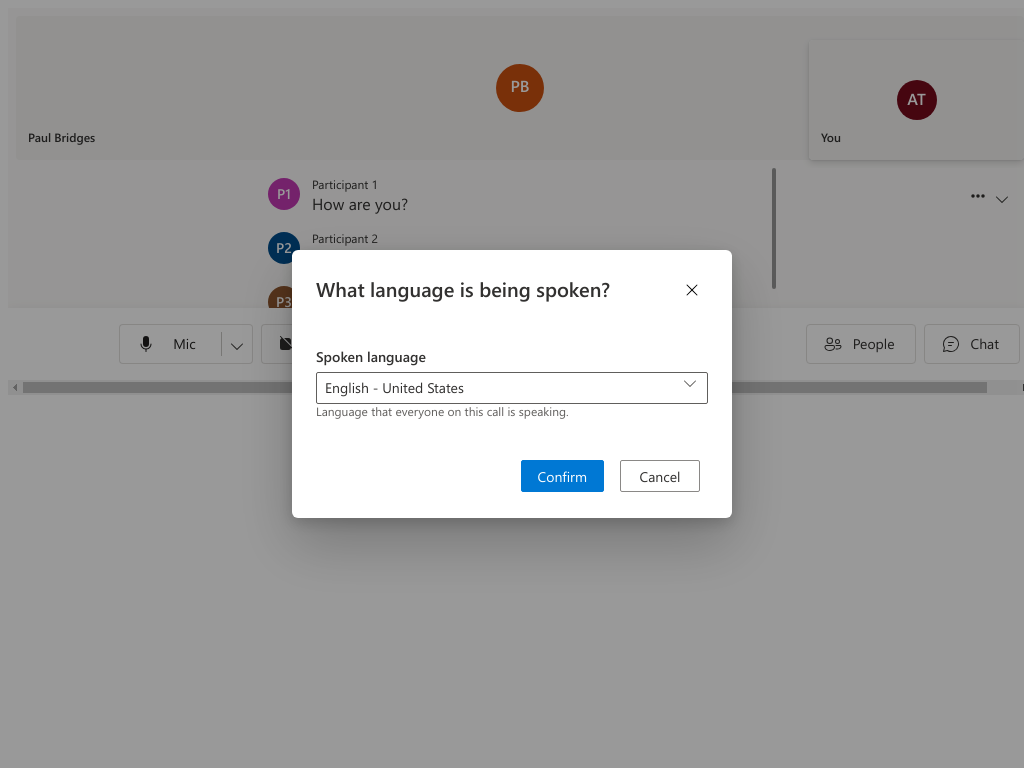 PB
AT
Paul Bridges
You
P1
Participant 1
How are you?
P2
Participant 2
P3
What language is being spoken?
Mic
People
Chat
Spoken language
English - United States
Language that everyone on this call is speaking.
Confirm
Cancel